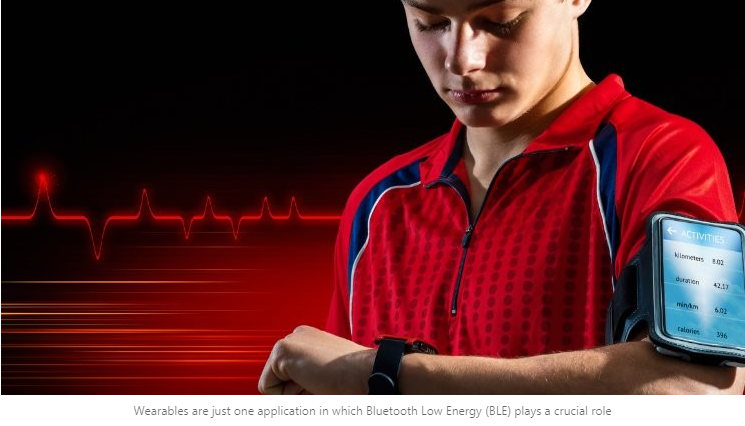 ← ACTIVITIES
kilometers 8.02
duration 42,17
min/km 6.02
calories 396
Wearables are just one application in which Bluetooth Low Energy (BLE) plays a crucial role